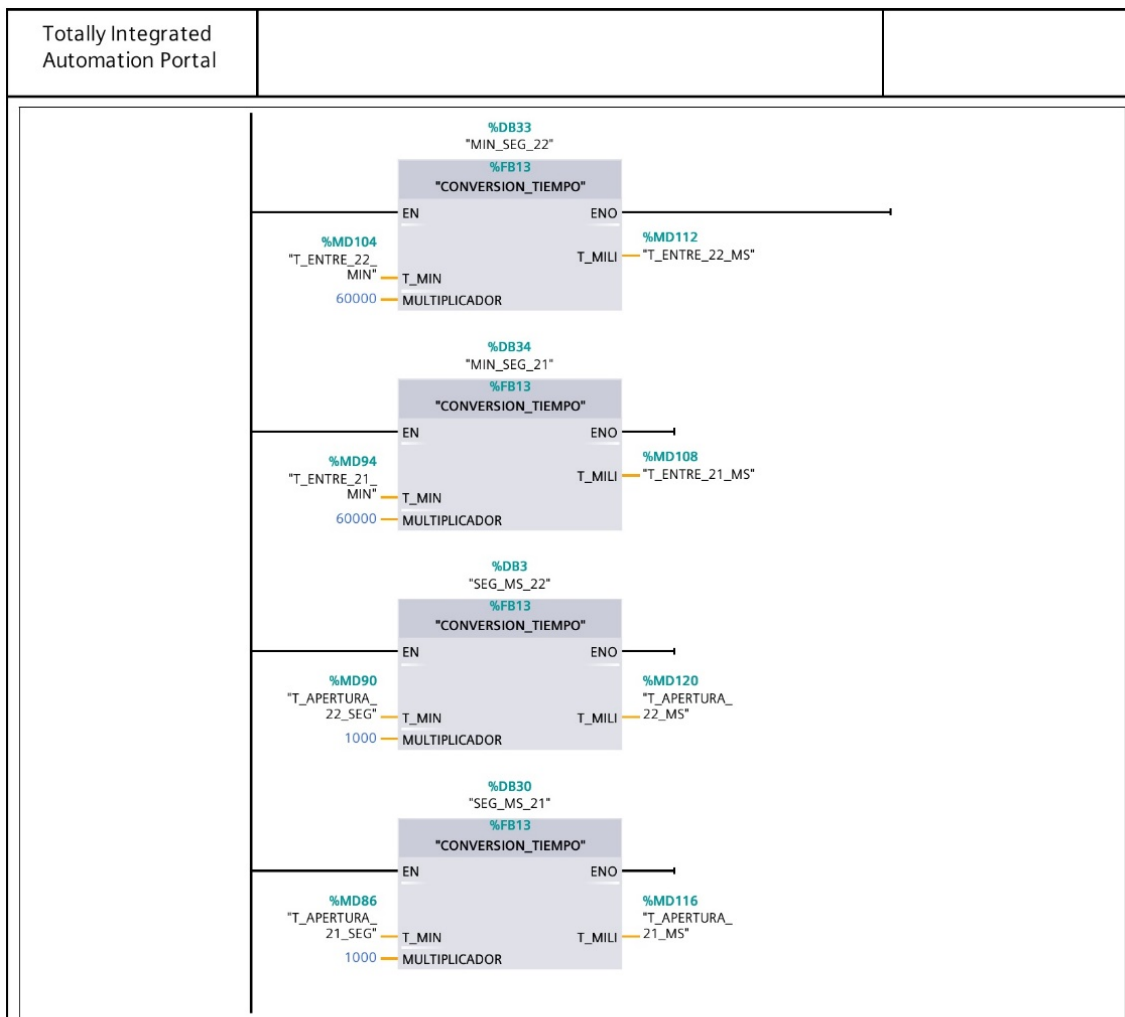 Totally Integrated
Automation Portal
%DB33
"MIN_SEG_22"
%FB13
"CONVERSION_TIEMPO"
EN ENO
%MD104
"T_ENTRE_22_
MIN" T_MIN
%MD112
T_MILI "T_ENTRE_22_MS"
60000 MULTIPLICADOR
%DB34
"MIN_SEG_21"
%FB13
"CONVERSION_TIEMPO"
EN ENO
%MD94
"T_ENTRE_21_
MIN" T_MIN
%MD108
T_MILI "T_ENTRE_21_MS"
60000 MULTIPLICADOR
%DB3
"SEG_MS_22"
%FB13
"CONVERSION_TIEMPO"
EN ENO
%MD90
"T_APERTURA_
22_SEG" T_MIN
%MD120
"T_APERTURA_
T_MILI 22_MS"
1000 MULTIPLICADOR
%DB30
"SEG_MS_21"
%FB13
"CONVERSION_TIEMPO"
EN ENO
%MD86
"T_APERTURA_
21_SEG" T_MIN
%MD116
"T_APERTURA_
T_MILI 21_MS"
1000 MULTIPLICADOR